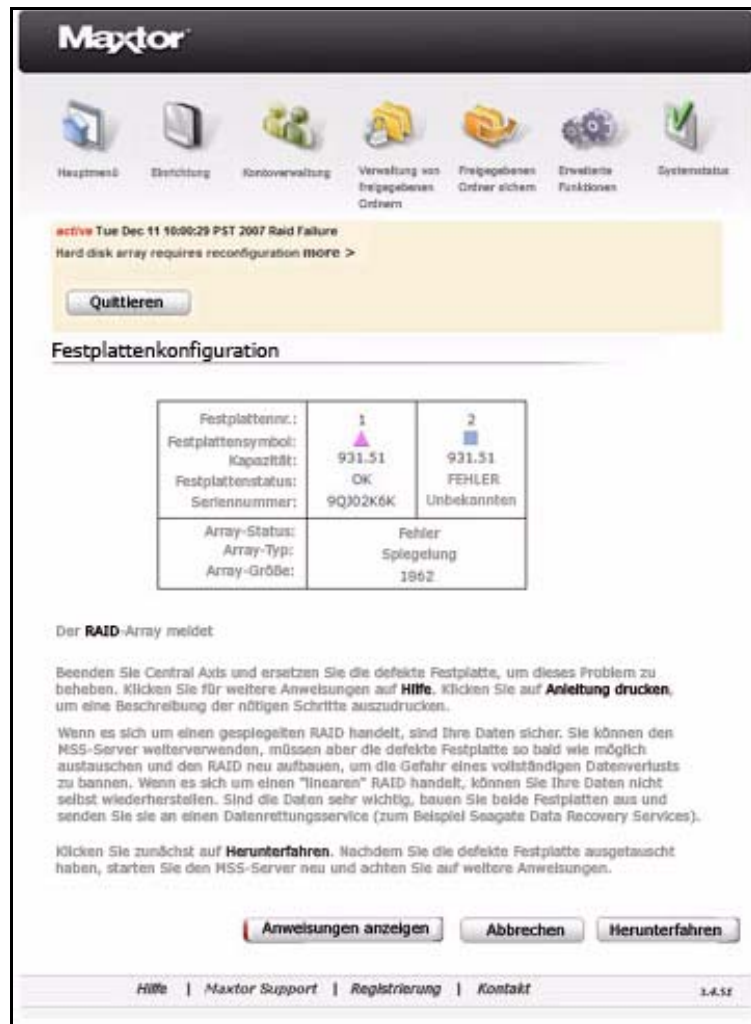 Maxtor
Hauptmenü
Einrichtung
Kontoverwaltung
Verwaltung von freigegebenen Ordnern
Freigegebenen Ordner sichern
Erweiterte Funktionen
Systemstatus
active Tue Dec 11 10:00:29 PST 2007 Raid Failure
Hard disk array requires reconfiguration more >
Quittieren
Festplattenkonfiguration
Festplattennr.: 1 2
Festplattensymbol:
Kapazität: 931.51 931.51
Festplattenstatus: OK FEHLER
Seriennummer: 9QJ02K6K Unbekannten
Array-Status: Fehler
Array-Typ: Spiegelung
Array-Größe: 1862
Der RAID-Array meldet
Beenden Sie Central Axis und ersetzen Sie die defekte Festplatte, um dieses Problem zu
beheben. Klicken Sie für weitere Anweisungen auf Hilfe. Klicken Sie auf Anleitung drucken,
um eine Beschreibung der nötigen Schritte auszudrucken.
Wenn es sich um einen gespiegelten RAID handelt, sind Ihre Daten sicher. Sie können den
MSS-Server weiterverwenden, müssen aber die defekte Festplatte so bald wie möglich
austauschen und den RAID neu aufbauen, um die Gefahr eines vollständigen Datenverlusts
zu bannen. Wenn es sich um einen "linearen" RAID handelt, können Sie Ihre Daten nicht
selbst wiederherstellen. Sind die Daten sehr wichtig, bauen Sie beide Festplatten aus und
senden Sie sie an einen Datenrettungsservice (zum Beispiel Seagate Data Recovery Services).
Klicken Sie zunächst auf Herunterfahren. Nachdem Sie die defekte Festplatte ausgetauscht
haben, starten Sie den MSS-Server neu und achten Sie auf weitere Anweisungen.
Anweisungen anzeigen
Abbrechen
Herunterfahren
Hilfe | Maxtor Support | Registrierung | Kontakt